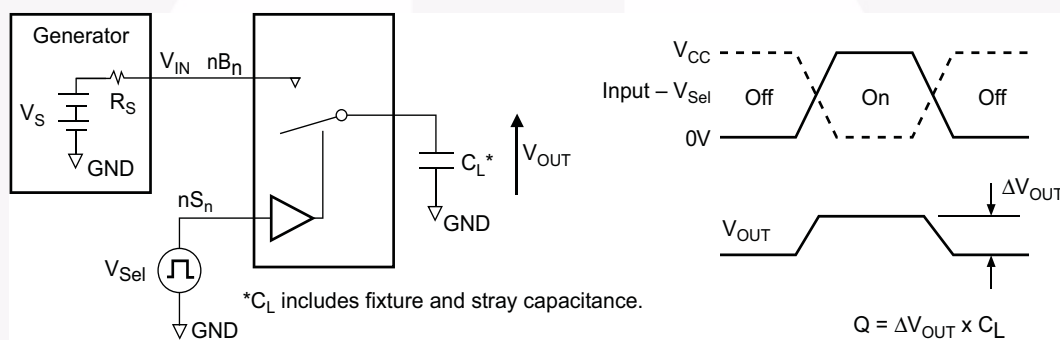 Generator
V_IN
nB_n
R_S
V_S
GND
C_L*
V_OUT
GND
nS_n
V_Sel
GND
*C_L includes fixture and stray capacitance.
V_CC
Input – V_Sel
Off
On
Off
0V
ΔV_OUT
V_OUT
Q = ΔV_OUT x C_L